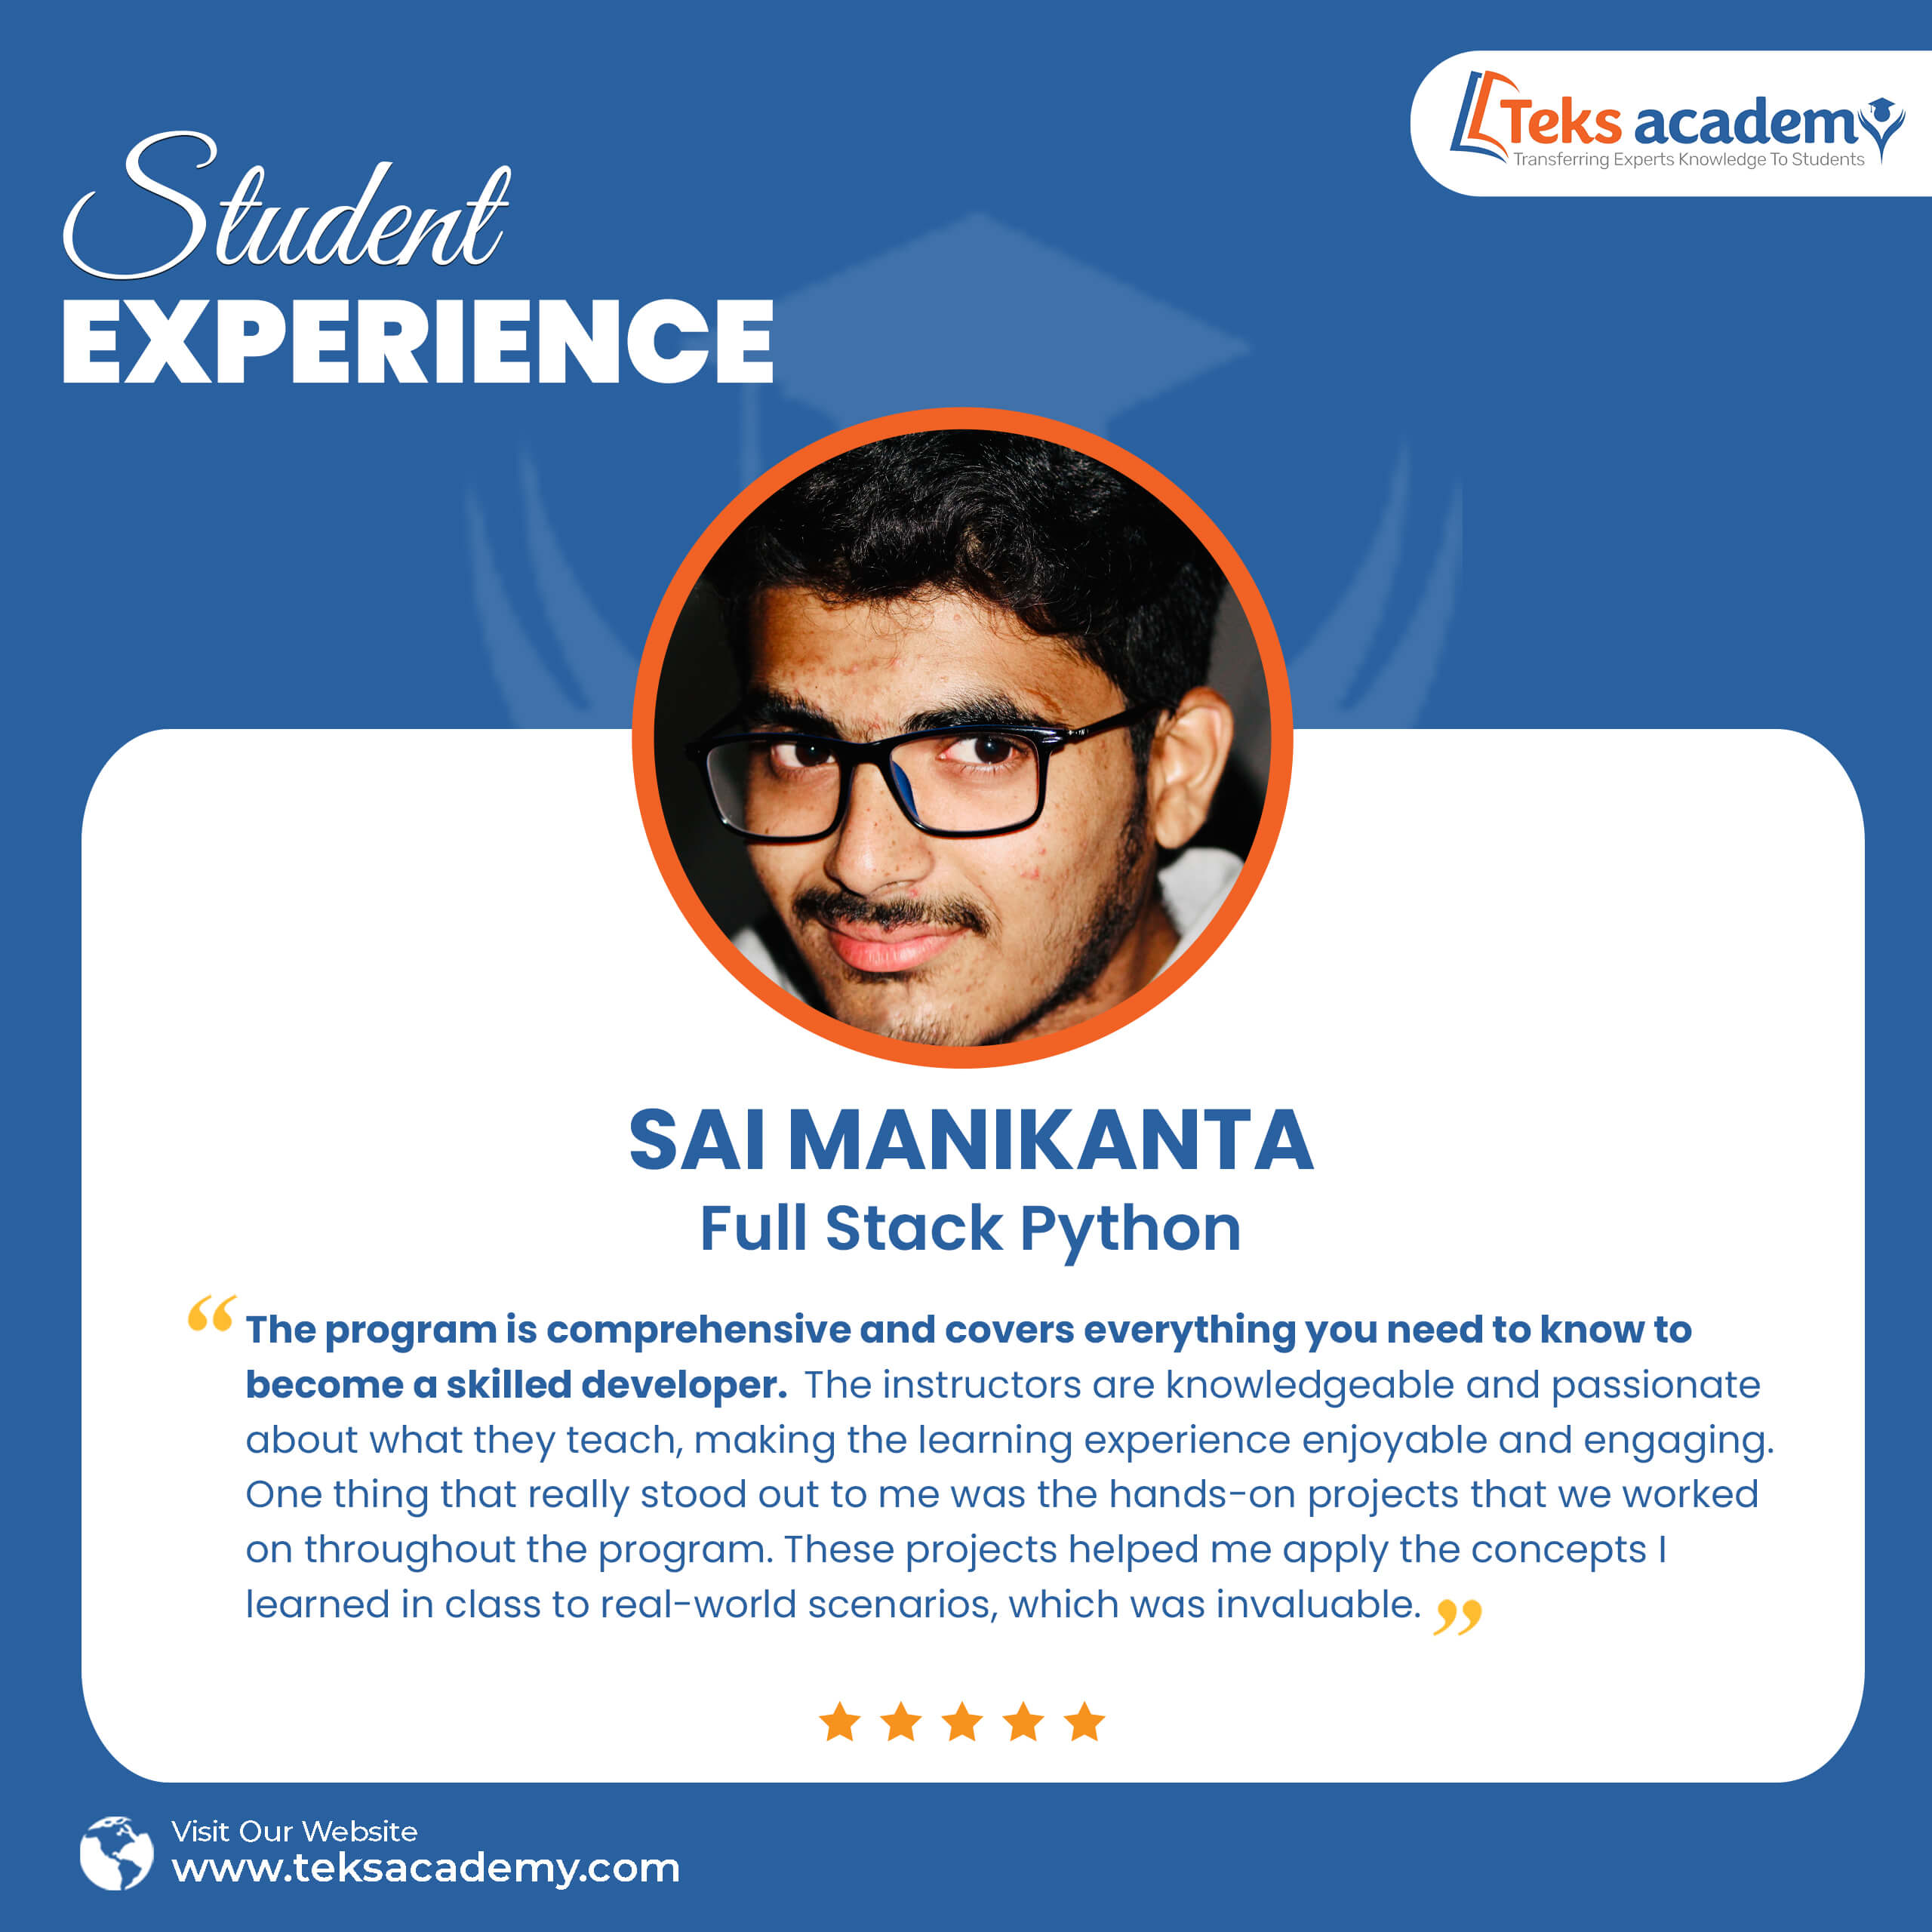 Teks academy
Transferring Experts Knowledge To Students
Student
EXPERIENCE
SAI MANIKANTA
Full Stack Python
“ The program is comprehensive and covers everything you need to know to
become a skilled developer. The instructors are knowledgeable and passionate
about what they teach, making the learning experience enjoyable and engaging.
One thing that really stood out to me was the hands-on projects that we worked
on throughout the program. These projects helped me apply the concepts I
learned in class to real-world scenarios, which was invaluable. ”
Visit Our Website
www.teksacademy.com